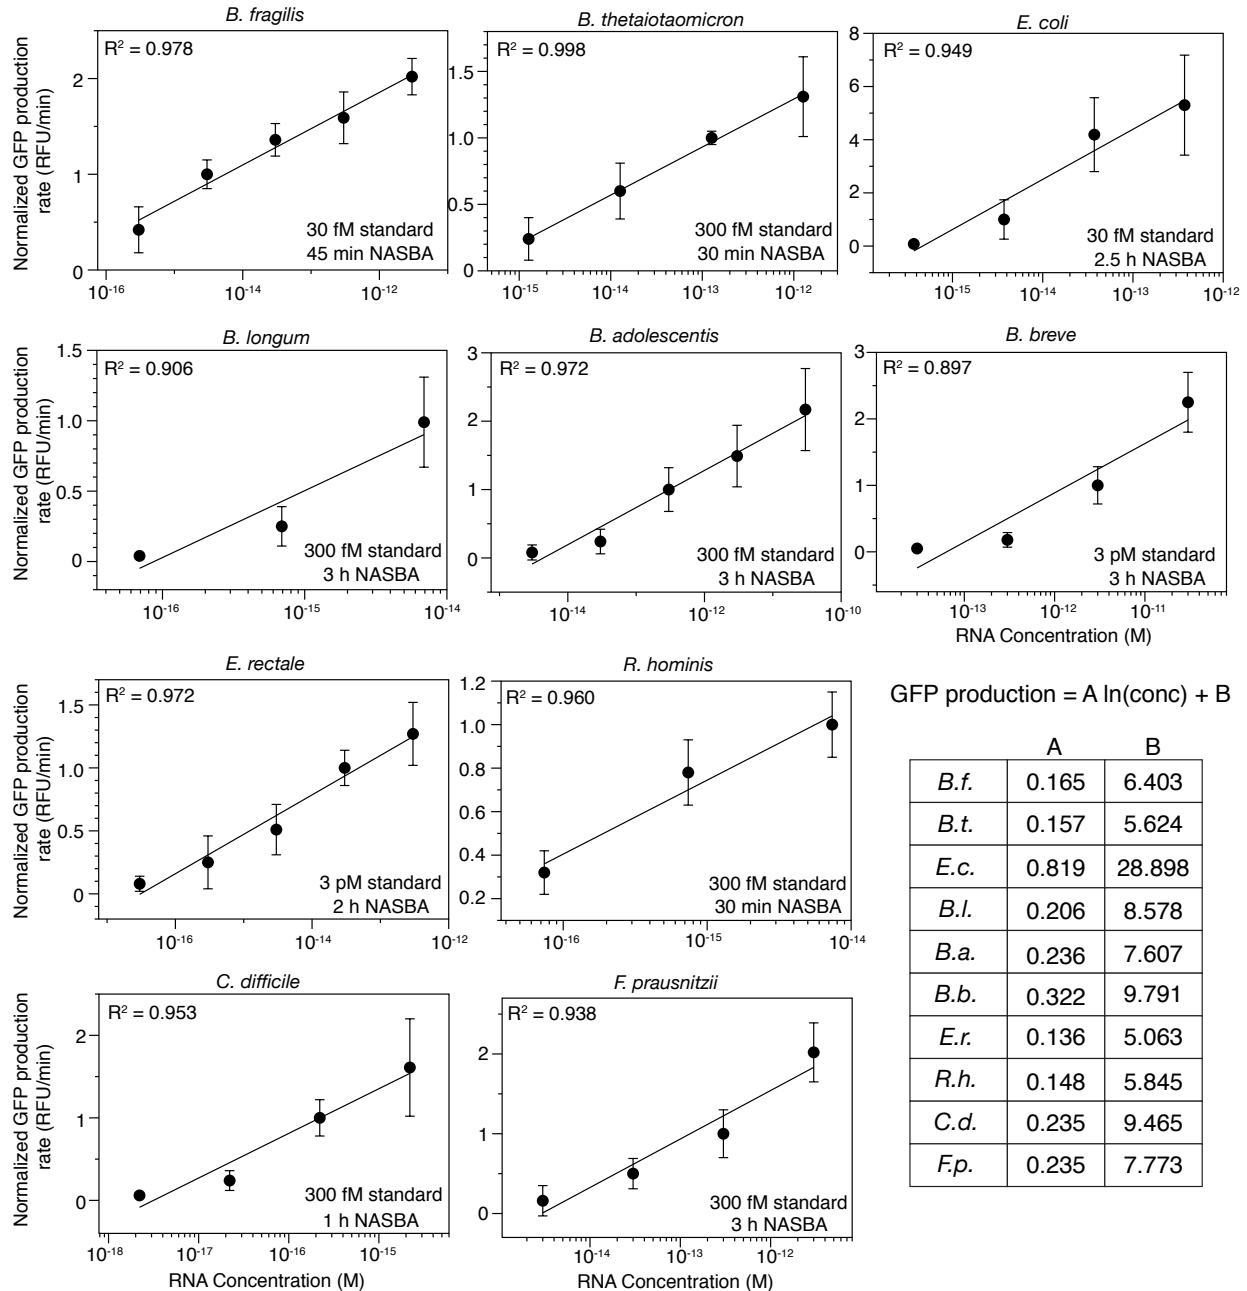 B. fragilis
R² = 0.978
Normalized GFP production
rate (RFU/min)
2
1
0
30 fM standard
45 min NASBA
10⁻¹⁶
10⁻¹⁴
10⁻¹²
B. thetaiotaomicron
R² = 0.998
1.5
1.0
0.5
0
300 fM standard
30 min NASBA
10⁻¹⁵
10⁻¹⁴
10⁻¹³
10⁻¹²
E. coli
R² = 0.949
8
6
4
2
0
30 fM standard
2.5 h NASBA
10⁻¹⁵
10⁻¹⁴
10⁻¹³
10⁻¹²
B. longum
R² = 0.906
Normalized GFP production
rate (RFU/min)
1.5
1.0
0.5
0
300 fM standard
3 h NASBA
10⁻¹⁶
10⁻¹⁵
10⁻¹⁴
B. adolescentis
R² = 0.972
3
2
1
0
300 fM standard
3 h NASBA
10⁻¹⁴
10⁻¹²
10⁻¹⁰
B. breve
R² = 0.897
3
2
1
0
3 pM standard
3 h NASBA
10⁻¹³
10⁻¹²
10⁻¹¹
RNA Concentration (M)
E. rectale
R² = 0.972
Normalized GFP production
rate (RFU/min)
1.5
1.0
0.5
0
3 pM standard
2 h NASBA
10⁻¹⁶
10⁻¹⁴
10⁻¹²
R. hominis
R² = 0.960
1.2
1.0
0.8
0.6
0.4
0.2
300 fM standard
30 min NASBA
10⁻¹⁶
10⁻¹⁵
10⁻¹⁴
GFP production = A ln(conc) + B
A B
B.f. 0.165 6.403
B.t. 0.157 5.624
E.c. 0.819 28.898
B.l. 0.206 8.578
B.a. 0.236 7.607
B.b. 0.322 9.791
E.r. 0.136 5.063
R.h. 0.148 5.845
C.d. 0.235 9.465
F.p. 0.235 7.773
C. difficile
R² = 0.953
Normalized GFP production
rate (RFU/min)
2
1
0
300 fM standard
1 h NASBA
10⁻¹⁸
10⁻¹⁷
10⁻¹⁶
10⁻¹⁵
RNA Concentration (M)
F. prausnitzii
R² = 0.938
2
1
0
300 fM standard
3 h NASBA
10⁻¹⁴
10⁻¹³
10⁻¹²
RNA Concentration (M)